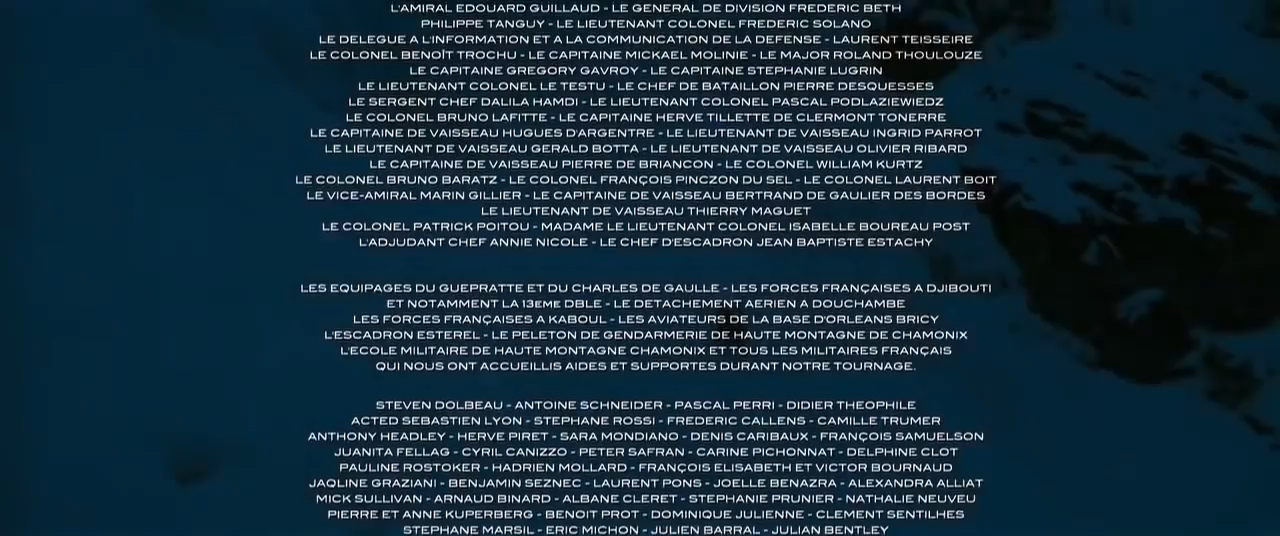 L'AMIRAL EDOUARD GUILLAUD - LE GENERAL DE DIVISION FREDERIC BETH
PHILIPPE TANGUY - LE LIEUTENANT COLONEL FREDERIC SOLANO
LE DELEGUE A L'INFORMATION ET A LA COMMUNICATION DE LA DEFENSE - LAURENT TEISSEIRE
LE COLONEL BENOÎT TROCHU - LE CAPITAINE MICKAEL MOLINIE - LE MAJOR ROLAND THOULOUZE
LE CAPITAINE GREGORY GAVROY - LE CAPITAINE STEPHANIE LUGRIN
LE LIEUTENANT COLONEL LE TESTU - LE CHEF DE BATAILLON PIERRE DESQUESSES
LE SERGENT CHEF DALILA HAMDI - LE LIEUTENANT COLONEL PASCAL PODLAZIEWIEDZ
LE COLONEL BRUNO LAFITTE - LE CAPITAINE HERVE TILLETTE DE CLERMONT TONERRE
LE CAPITAINE DE VAISSEAU HUGUES D'ARGENTRE - LE LIEUTENANT DE VAISSEAU INGRID PARROT
LE LIEUTENANT DE VAISSEAU GERALD BOTTA - LE LIEUTENANT DE VAISSEAU OLIVIER RIBARD
LE CAPITAINE DE VAISSEAU PIERRE DE BRIANCON - LE COLONEL WILLIAM KURTZ
LE COLONEL BRUNO BARATZ - LE COLONEL FRANÇOIS PINCZON DU SEL - LE COLONEL LAURENT BOIT
LE VICE-AMIRAL MARIN GILLIER - LE CAPITAINE DE VAISSEAU BERTRAND DE GAULIER DES BORDES
LE LIEUTENANT DE VAISSEAU THIERRY MAGUET
LE COLONEL PATRICK POITOU - MADAME LE LIEUTENANT COLONEL ISABELLE BOUREAU POST
L'ADJUDANT CHEF ANNIE NICOLE - LE CHEF D'ESCADRON JEAN BAPTISTE ESTACHY
LES EQUIPAGES DU GUEPRATTE ET DU CHARLES DE GAULLE - LES FORCES FRANÇAISES A DJIBOUTI
ET NOTAMMENT LA 13EME DBLE - LE DETACHEMENT AERIEN A DOUCHAMBE
LES FORCES FRANÇAISES A KABOUL - LES AVIATEURS DE LA BASE D'ORLEANS BRICY
L'ESCADRON ESTEREL - LE PELETON DE GENDARMERIE DE HAUTE MONTAGNE DE CHAMONIX
L'ECOLE MILITAIRE DE HAUTE MONTAGNE CHAMONIX ET TOUS LES MILITAIRES FRANÇAIS
QUI NOUS ONT ACCUEILLIS AIDES ET SUPPORTES DURANT NOTRE TOURNAGE.
STEVEN DOLBEAU - ANTOINE SCHNEIDER - PASCAL PERRI - DIDIER THEOPHILE
ACTED SEBASTIEN LYON - STEPHANE ROSSI - FREDERIC CALLENS - CAMILLE TRUMER
ANTHONY HEADLEY - HERVE PIRET - SARA MONDIANO - DENIS CARIBAUX - FRANÇOIS SAMUELSON
JUANITA FELLAG - CYRIL CANIZZO - PETER SAFRAN - CARINE PICHONNAT - DELPHINE CLOT
PAULINE ROSTOKER - HADRIEN MOLLARD - FRANÇOIS ELISABETH ET VICTOR BOURNAUD
JAQLINE GRAZIANI - BENJAMIN SEZNEC - LAURENT PONS - JOELLE BENAZRA - ALEXANDRA ALLIAT
MICK SULLIVAN - ARNAUD BINARD - ALBANE CLERET - STEPHANIE PRUNIER - NATHALIE NEUVEU
PIERRE ET ANNE KUPERBERG - BENOIT PROT - DOMINIQUE JULIENNE - CLEMENT SENTILHES
STEPHANE MARSIL - ERIC MICHON - JULIEN BARRAL - JULIAN BENTLEY